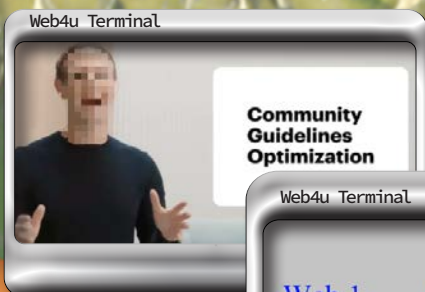 Web4u Terminal
Community
Guidelines
Optimization
Web4u Terminal